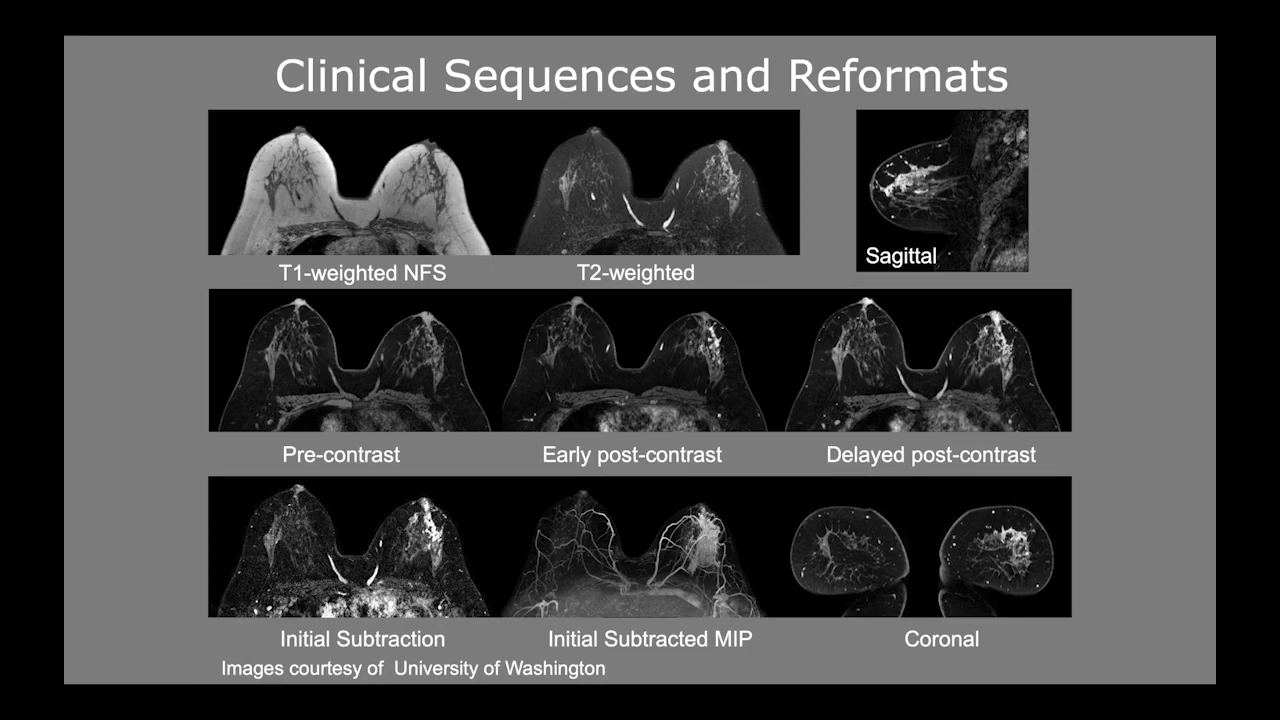 Clinical Sequences and Reformats
T1-weighted NFS
T2-weighted
Sagittal
Pre-contrast
Early post-contrast
Delayed post-contrast
Initial Subtraction
Initial Subtracted MIP
Coronal
Images courtesy of  University of Washington